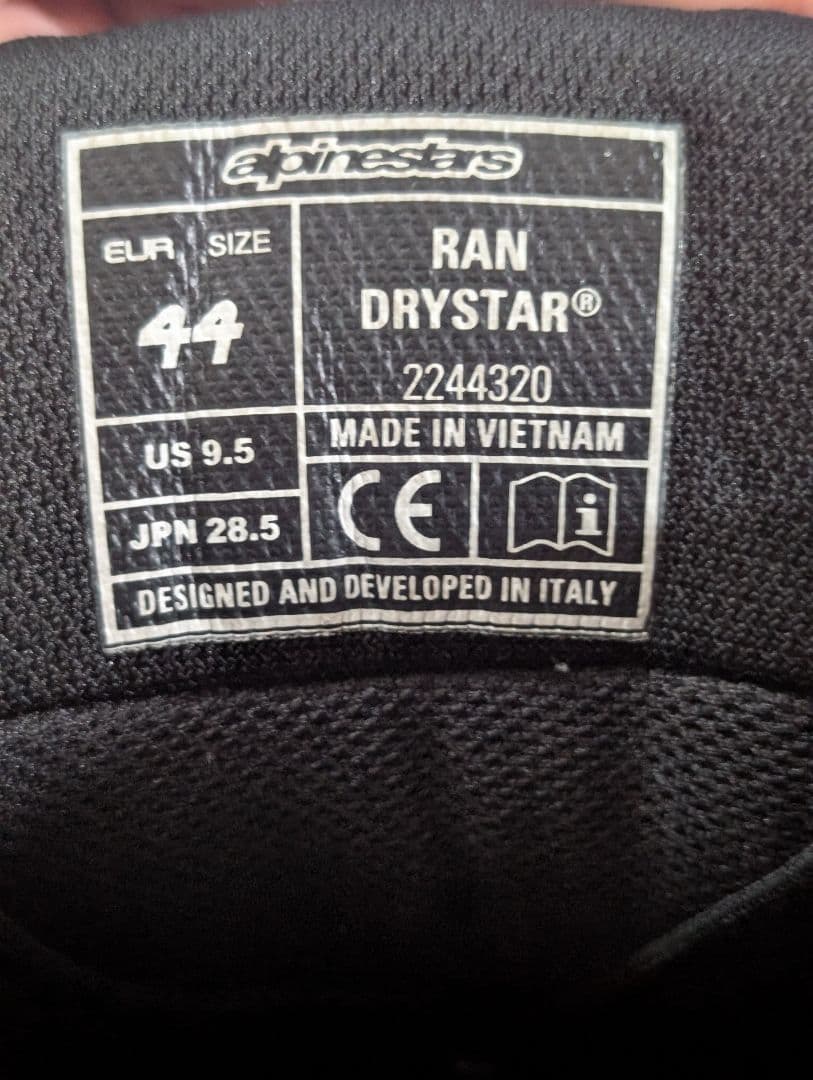 alpinestars
EUR SIZE
44
US 9.5
JPN 28.5
RAN
DRYSTAR®
2244320
MADE IN VIETNAM
CE
i
DESIGNED AND DEVELOPED IN ITALY